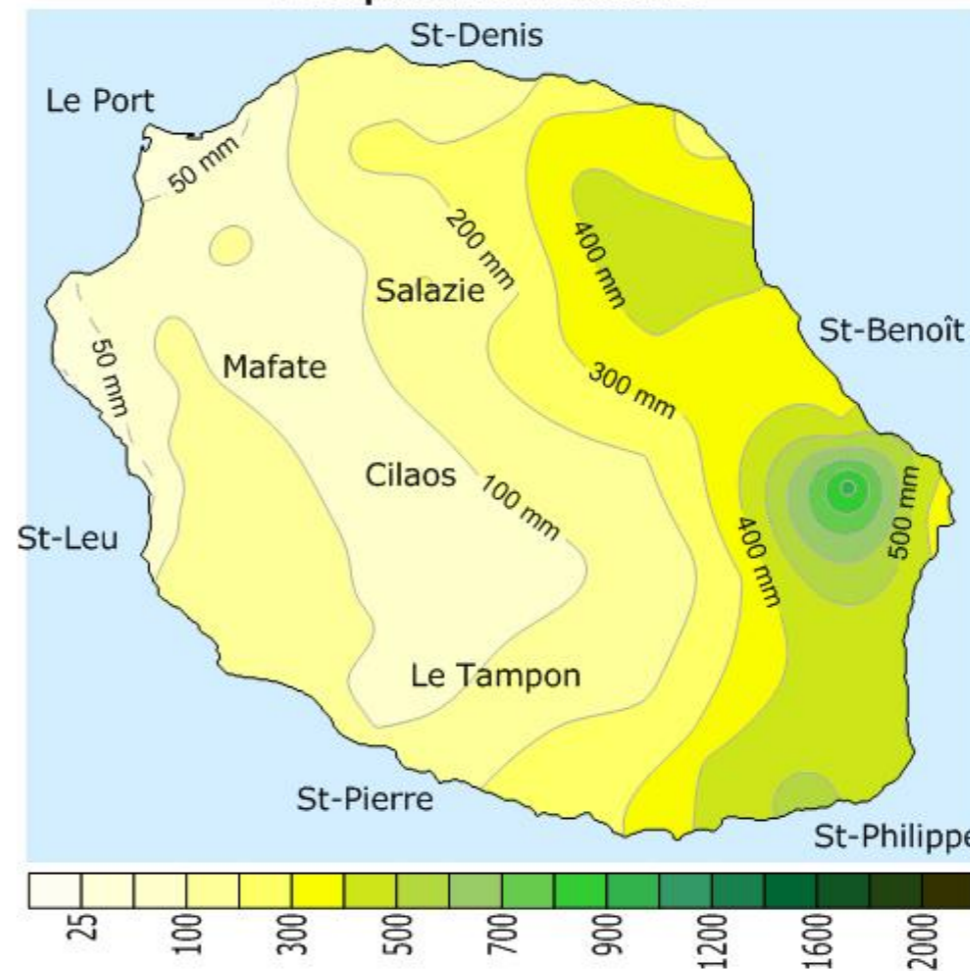 St-Denis
Le Port
50 mm
200 mm
400 mm
Salazie
St-Benoît
50 mm
Mafate
300 mm
Cilaos
100 mm
500 mm
St-Leu
400 mm
Le Tampon
St-Pierre
St-Philippe
25 100 300 500 700 900 1200 1600 2000